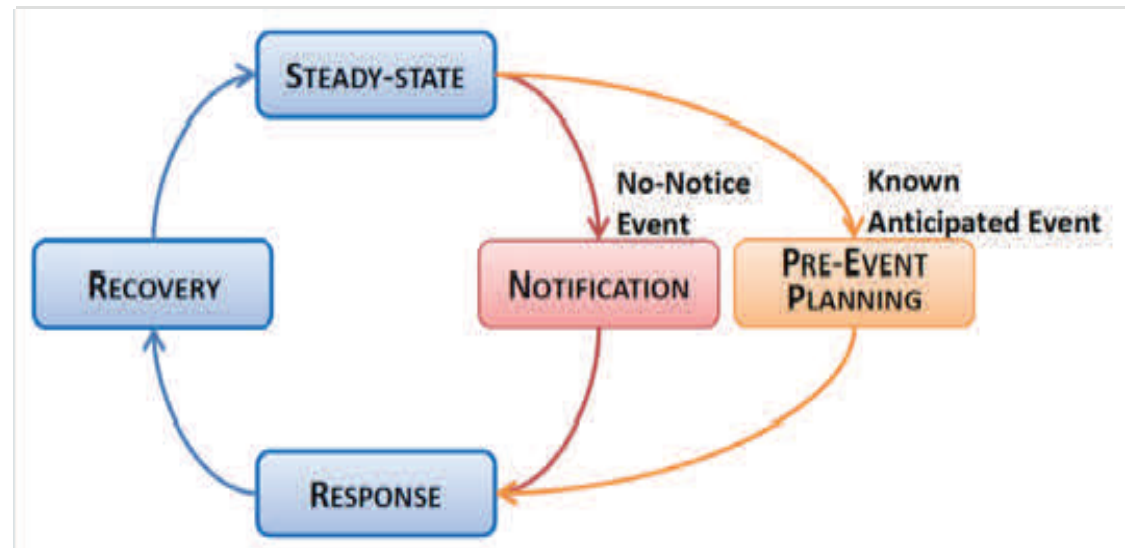 STEADY-STATE
No-Notice
Event
Known
Anticipated Event
RECOVERY
NOTIFICATION
PRE-EVENT
PLANNING
RESPONSE